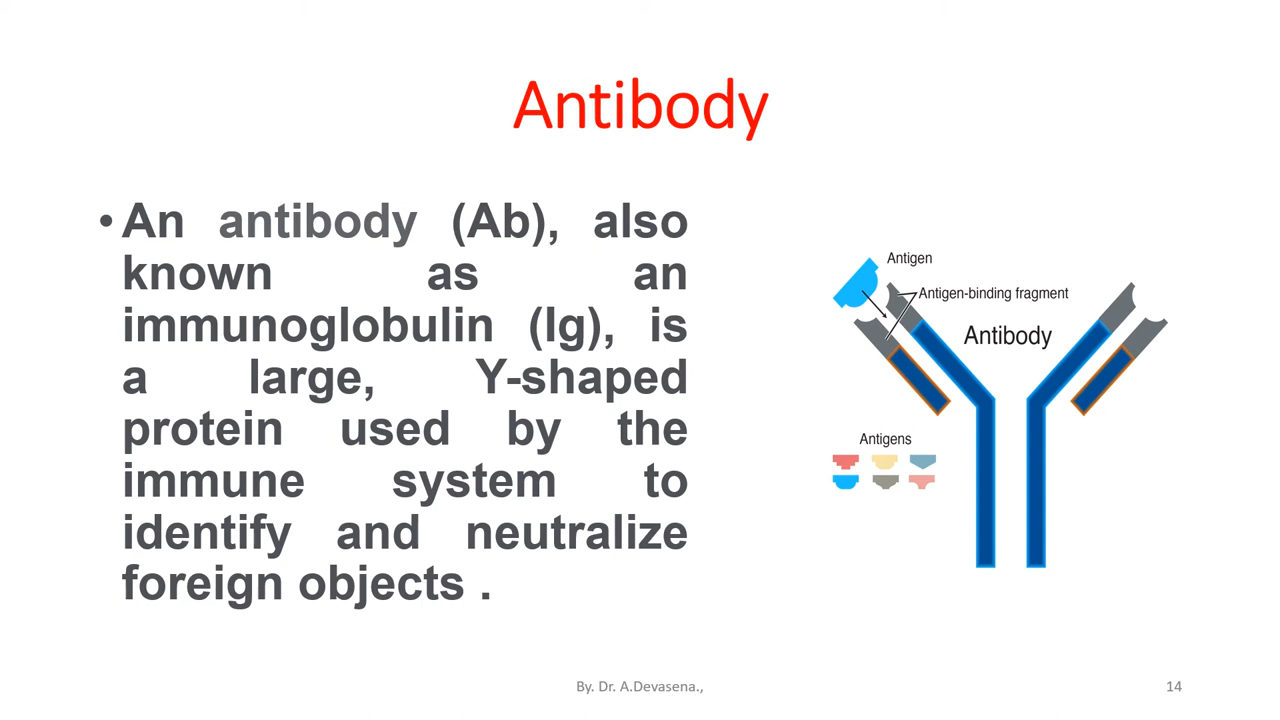 Antibody
• An antibody (Ab), also
known as an
immunoglobulin (Ig), is
a large, Y-shaped
protein used by the
immune system to
identify and neutralize
foreign objects .
Antigen
Antigen-binding fragment
Antibody
Antigens
By. Dr. A.Devasena.,
14